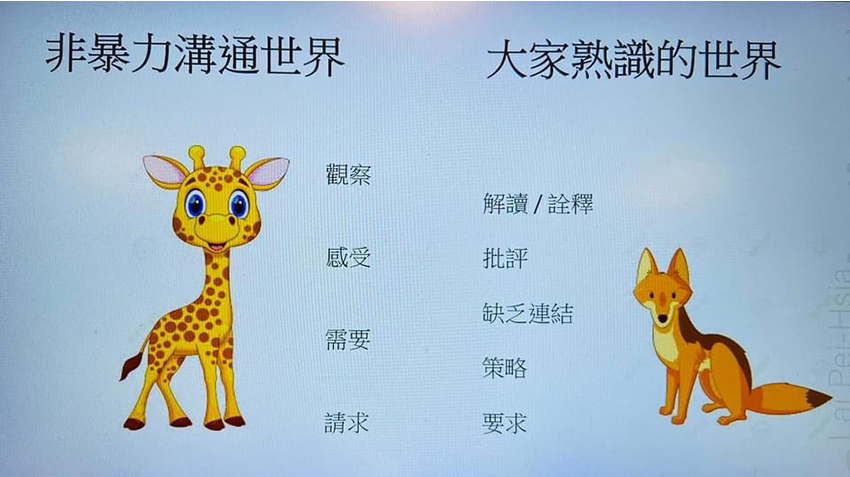 非暴力溝通世界
觀察
感受
需要
請求
大家熟識的世界
解讀 / 詮釋
批評
缺乏連結
策略
要求
Lai Pei-Hsia